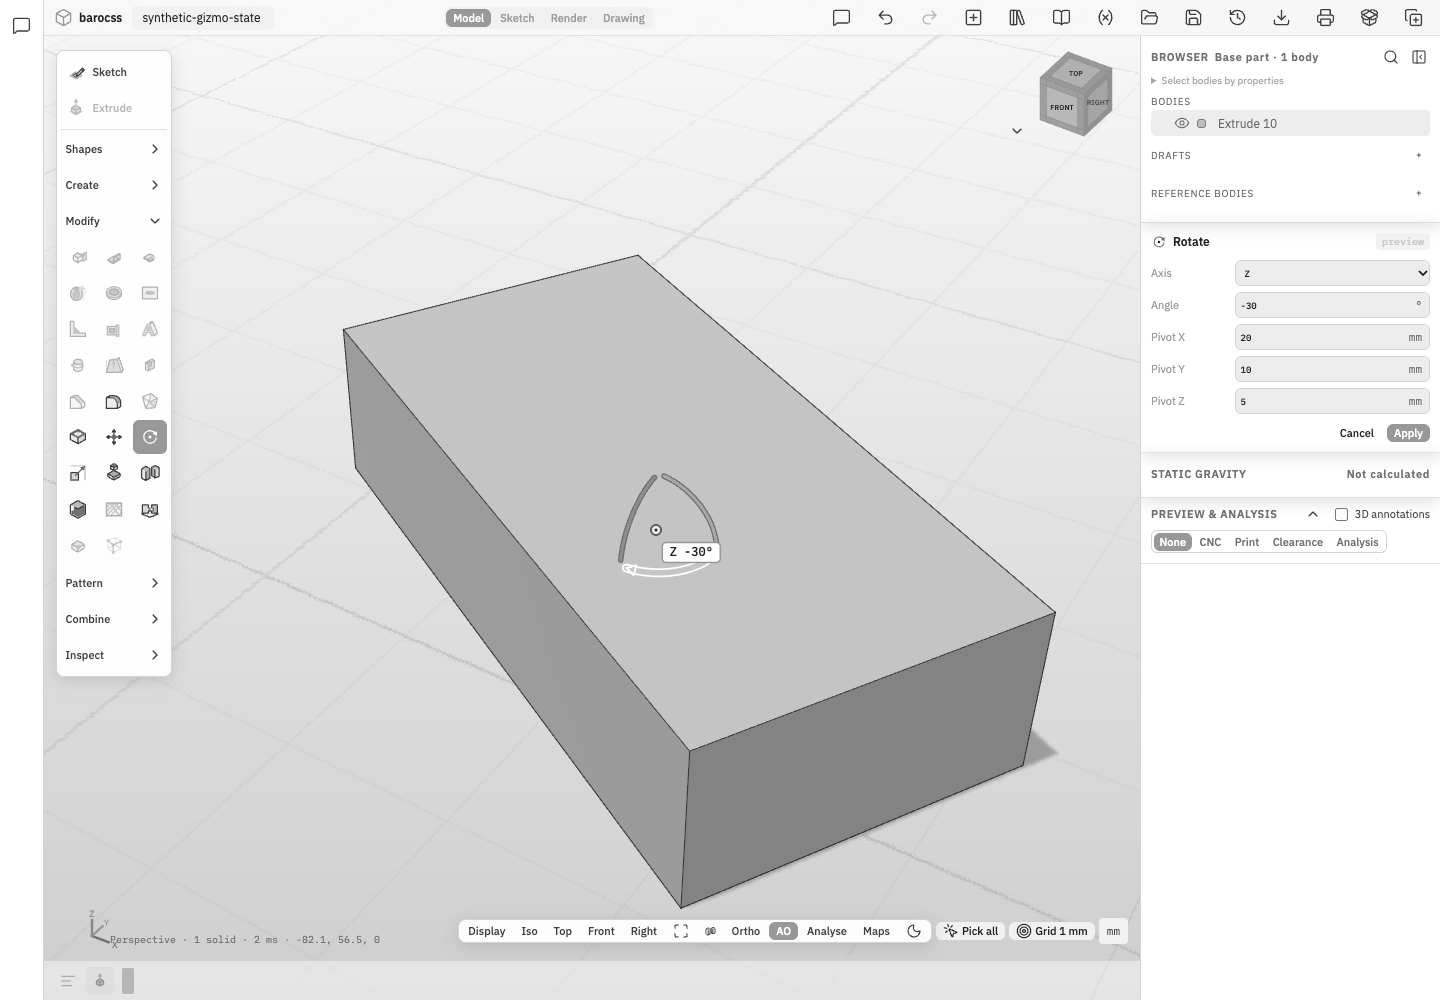 barocss
synthetic-gizmo-state
Model Sketch Render Drawing
Sketch
Extrude
Shapes
Create
Modify
Pattern
Combine
Inspect
TOP
FRONT
RIGHT
Z -30°
Z
Y
X
Perspective · 1 solid · 2 ms · -82.1, 56.5, 0
Display Iso Top Front Right Ortho AO Analyse Maps Pick all Grid 1 mm mm
BROWSER Base part · 1 body
Select bodies by properties
BODIES
Extrude 10
DRAFTS +
REFERENCE BODIES +
Rotate preview
Axis Z
Angle -30 °
Pivot X 20 mm
Pivot Y 10 mm
Pivot Z 5 mm
Cancel Apply
STATIC GRAVITY Not calculated
PREVIEW & ANALYSIS 3D annotations
None CNC Print Clearance Analysis